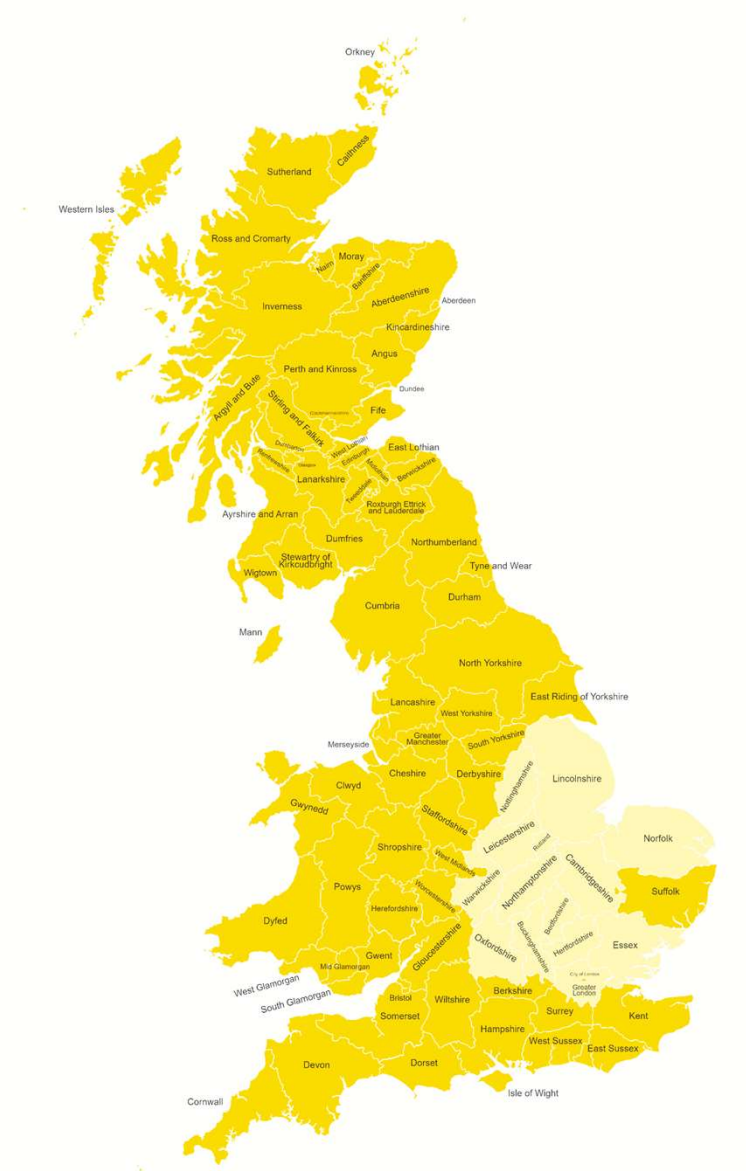 Orkney
Caithness
Sutherland
Western Isles
Ross and Cromarty
Moray
Nairn
Banffshire
Aberdeenshire
Aberdeen
Inverness
Kincardineshire
Angus
Perth and Kinross
Argyll and Bute
Dundee
Stirling and Falkirk
Clackmannanshire
Fife
West Lothian
East Lothian
Edinburgh
Midlothian
Berwickshire
Renfrewshire
Lanarkshire
Tweeddale
Roxburgh Ettrick
and Lauderdale
Ayrshire and Arran
Dumfries
Northumberland
Stewartry of
Kirkcudbright
Wigtown
Tyne and Wear
Durham
Cumbria
Mann
North Yorkshire
East Riding of Yorkshire
Lancashire
West Yorkshire
Greater
Manchester
South Yorkshire
Merseyside
Cheshire
Derbyshire
Nottinghamshire
Lincolnshire
Clwyd
Gwynedd
Staffordshire
Leicestershire
Rutland
Norfolk
Shropshire
West Midlands
Warwickshire
Northamptonshire
Cambridgeshire
Suffolk
Powys
Worcestershire
Herefordshire
Bedfordshire
Dyfed
Gloucestershire
Oxfordshire
Buckinghamshire
Hertfordshire
Essex
Gwent
Mid Glamorgan
West Glamorgan
South Glamorgan
City of London
Greater
London
Bristol
Somerset
Wiltshire
Berkshire
Surrey
Kent
Hampshire
West Sussex
East Sussex
Devon
Dorset
Isle of Wight
Cornwall